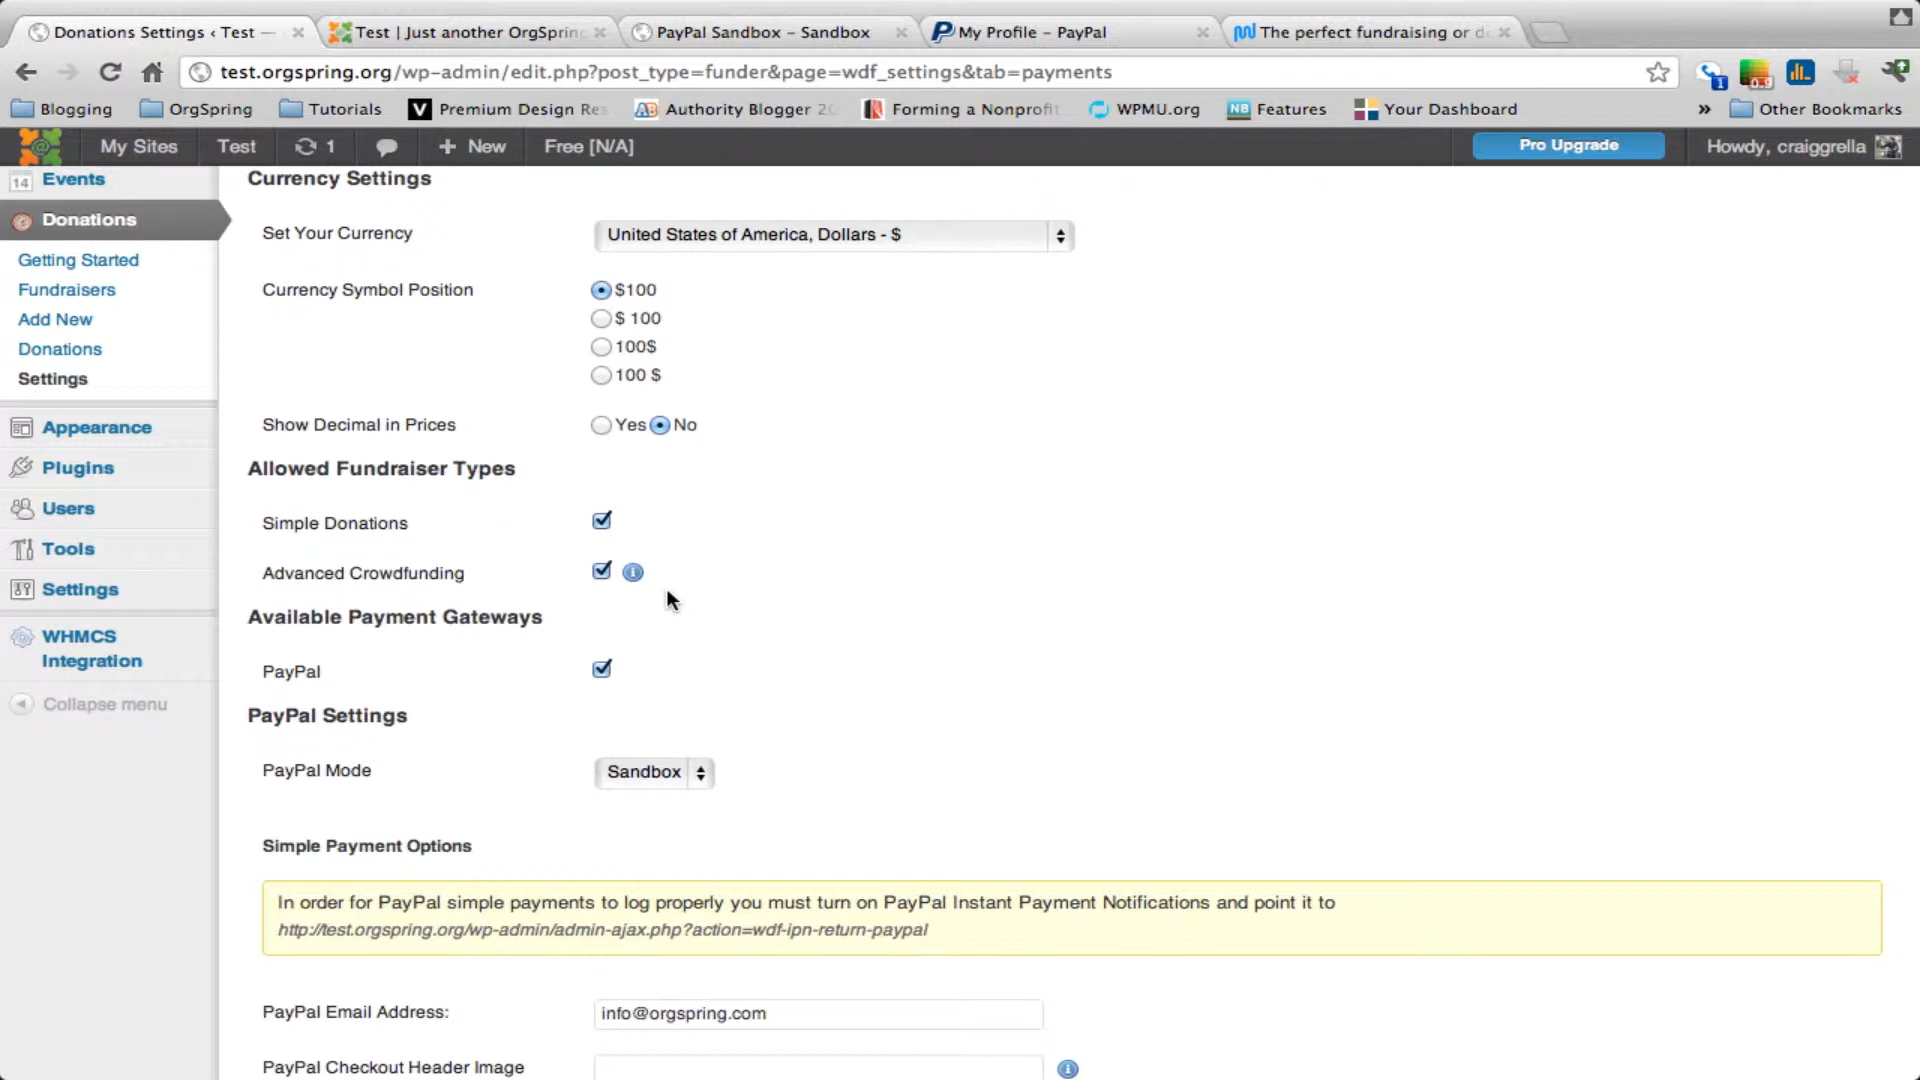 Donations Settings ‹ Test —
Test | Just another OrgSpring
PayPal Sandbox – Sandbox
My Profile – PayPal
The perfect fundraising or d
test.orgspring.org/wp-admin/edit.php?post_type=funder&page=wdf_settings&tab=payments
Blogging
OrgSpring
Tutorials
Premium Design Res
Authority Blogger 20
Forming a Nonprofit
WPMU.org
Features
Your Dashboard
»
Other Bookmarks
My Sites
Test
1
+ New
Free [N/A]
Pro Upgrade
Howdy, craiggrella
14 Events
Donations
Getting Started
Fundraisers
Add New
Donations
Settings
Appearance
Plugins
Users
Tools
Settings
WHMCS
Integration
Collapse menu
Currency Settings
Set Your Currency
United States of America, Dollars - $
Currency Symbol Position
$100
$ 100
100$
100 $
Show Decimal in Prices
Yes No
Allowed Fundraiser Types
Simple Donations
Advanced Crowdfunding
Available Payment Gateways
PayPal
PayPal Settings
PayPal Mode
Sandbox
Simple Payment Options
In order for PayPal simple payments to log properly you must turn on PayPal Instant Payment Notifications and point it to
http://test.orgspring.org/wp-admin/admin-ajax.php?action=wdf-ipn-return-paypal
PayPal Email Address:
info@orgspring.com
PayPal Checkout Header Image